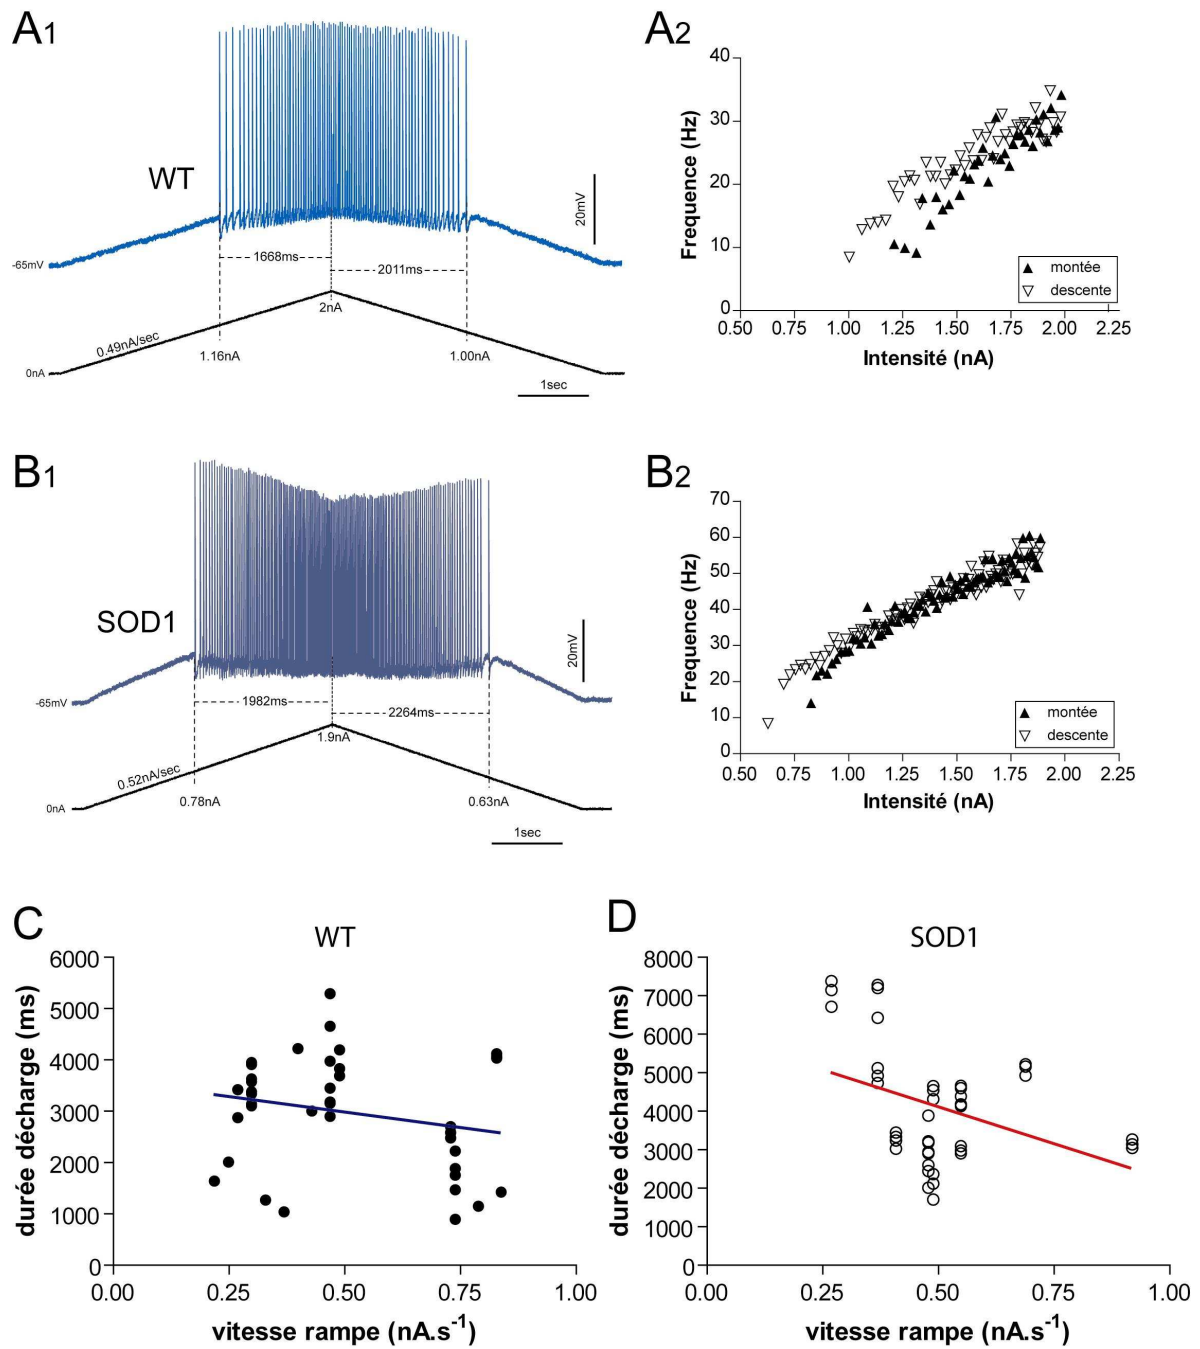 A1
WT
20mV
-65mV
1668ms
2011ms
2nA
0.49nA/sec
1.16nA
1.00nA
0nA
1sec
A2
40
30
20
10
0
Frequence (Hz)
montée
descente
0.50 0.75 1.00 1.25 1.50 1.75 2.00 2.25
Intensité (nA)
B1
SOD1
20mV
-65mV
1982ms
2264ms
1.9nA
0.52nA/sec
0.78nA
0.63nA
0nA
1sec
B2
70
60
50
40
30
20
10
0
Frequence (Hz)
montée
descente
0.50 0.75 1.00 1.25 1.50 1.75 2.00 2.25
Intensité (nA)
C
WT
6000
5000
4000
3000
2000
1000
0
durée décharge (ms)
0.00 0.25 0.50 0.75 1.00
vitesse rampe (nA.s-1)
D
SOD1
8000
7000
6000
5000
4000
3000
2000
1000
0
durée décharge (ms)
0.00 0.25 0.50 0.75 1.00
vitesse rampe (nA.s-1)